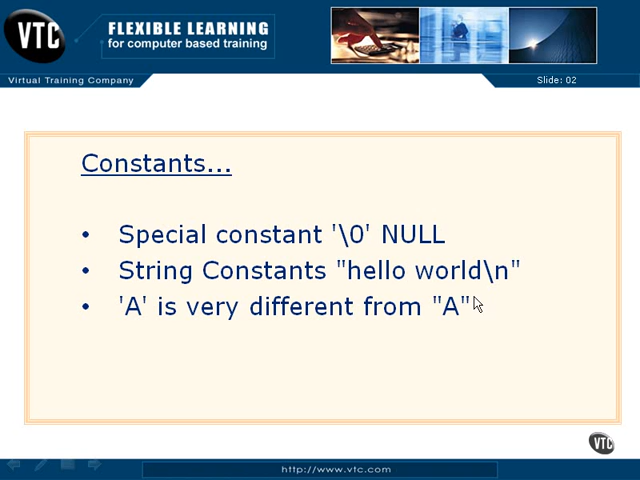 VTC
FLEXIBLE LEARNING
for computer based training
Virtual Training Company
Slide: 02
Constants...
• Special constant '\0' NULL
• String Constants "hello world\n"
• 'A' is very different from "A"
VTC
http://www.vtc.com